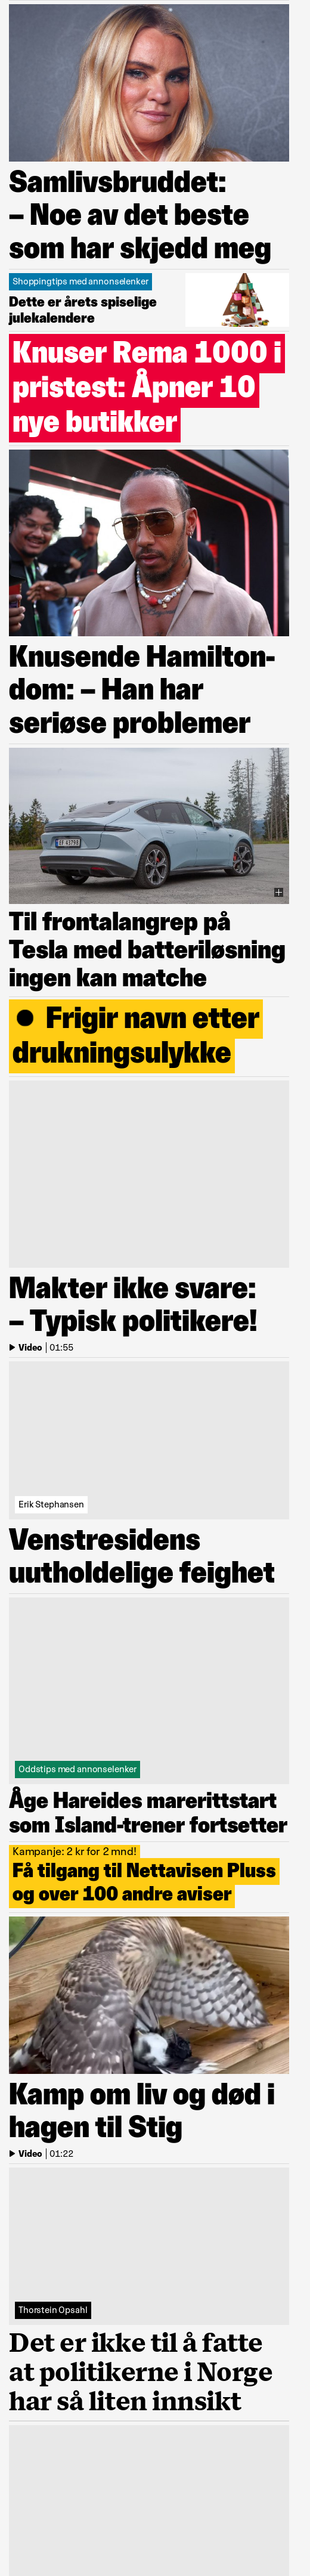 Samlivsbruddet:
– Noe av det beste
som har skjedd meg
Shoppingtips med annonselenker
Dette er årets spiselige
julekalendere
Knuser Rema 1000 i
pristest: Åpner 10
nye butikker
Knusende Hamilton-
dom: – Han har
seriøse problemer
Til frontalangrep på
Tesla med batteriløsning
ingen kan matche
Frigir navn etter
drukningsulykke
Makter ikke svare:
– Typisk politikere!
Video | 01:55
Erik Stephansen
Venstresidens
uutholdelige feighet
Oddstips med annonselenker
Åge Hareides marerittstart
som Island-trener fortsetter
Kampanje: 2 kr for 2 mnd!
Få tilgang til Nettavisen Pluss
og over 100 andre aviser
Kamp om liv og død i
hagen til Stig
Video | 01:22
Thorstein Opsahl
Det er ikke til å fatte
at politikerne i Norge
har så liten innsikt